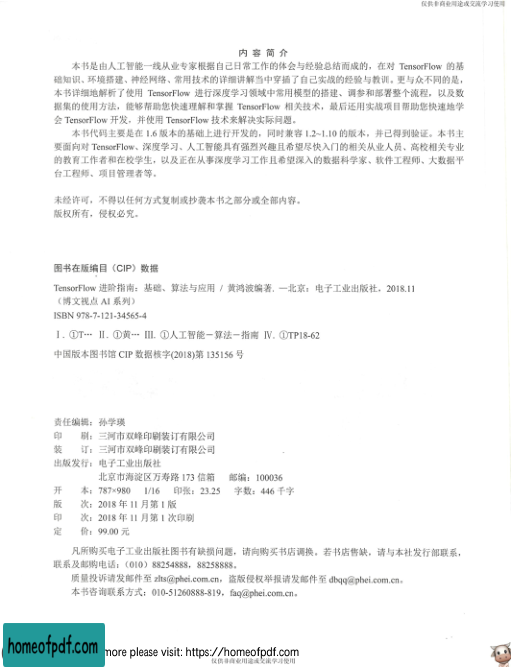 仅供非商业用途或交流学习使用
内 容 简 介
本书是由人工智能一线从业专家根据自己日常工作的体会与经验总结而成的，在对 TensorFlow 的基
础知识、环境搭建、神经网络、常用技术的详细讲解当中穿插了自己实战的经验与教训。更与众不同的是，
本书详细地解析了使用 TensorFlow 进行深度学习领域中常用模型的搭建、调参和部署整个流程，以及数
据集的使用方法，能够帮助您快速理解和掌握 TensorFlow 相关技术，最后还用实战项目帮助您快速地学
会 TensorFlow 开发，并使用 TensorFlow 技术来解决实际问题。
本书代码主要是在 1.6 版本的基础上进行开发的，同时兼容 1.2~1.10 的版本，并已得到验证。本书主
要面向对 TensorFlow、深度学习、人工智能具有强烈兴趣且希望尽快入门的相关从业人员、高校相关专业
的教育工作者和在校学生，以及正在从事深度学习工作且希望深入的数据科学家、软件工程师、大数据平
台工程师、项目管理者等。
未经许可，不得以任何方式复制或抄袭本书之部分或全部内容。
版权所有，侵权必究。
图书在版编目（CIP）数据
TensorFlow 进阶指南：基础、算法与应用 / 黄鸿波编著. —北京：电子工业出版社，2018.11
（博文视点 AI 系列）
ISBN 978-7-121-34565-4
Ⅰ. ①T… Ⅱ. ①黄… Ⅲ. ①人工智能－算法－指南 Ⅳ. ①TP18-62
中国版本图书馆 CIP 数据核字(2018)第 135156 号
责任编辑：孙学瑛
印 刷：三河市双峰印刷装订有限公司
装 订：三河市双峰印刷装订有限公司
出版发行：电子工业出版社
北京市海淀区万寿路 173 信箱 邮编：100036
开 本：787×980 1/16 印张：23.25 字数：446 千字
版 次：2018 年 11 月第 1 版
印 次：2018 年 11 月第 1 次印刷
定 价：99.00 元
凡所购买电子工业出版社图书有缺损问题，请向购买书店调换。若书店售缺，请与本社发行部联系，
联系及邮购电话：（010）88254888，88258888。
质量投诉请发邮件至 zlts@phei.com.cn，盗版侵权举报请发邮件至 dbqq@phei.com.cn。
本书咨询联系方式：010-51260888-819，faq@phei.com.cn。
homeofpdf.com
more please visit: https://homeofpdf.com
仅供非商业用途或交流学习使用